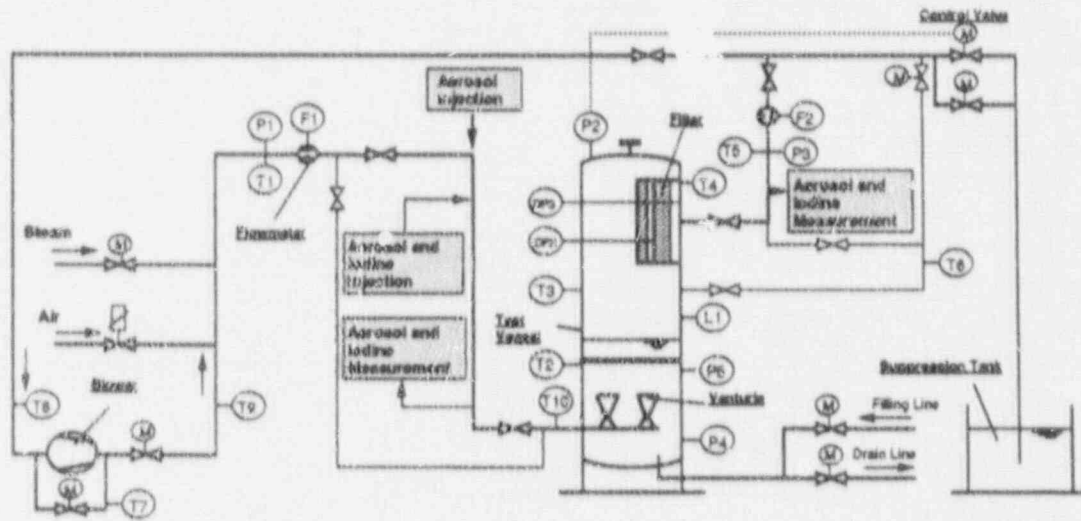 Control Valve
M
Aerosol
Injection
P1
F1
T1
P2
Filter
M
M
F2
T5
P3
T4
Aerosol and
Iodine
Measurement
Steam
M
Flowmeter
Aerosol and
Iodine
Injection
T3
T6
L1
Air
Test
Vessel
Aerosol and
Iodine
Measurement
T2
P5
Suppression Tank
Blower
T10
Venturis
M
Filling Line
T8
T9
M
P4
M
Drain Line
M
T7